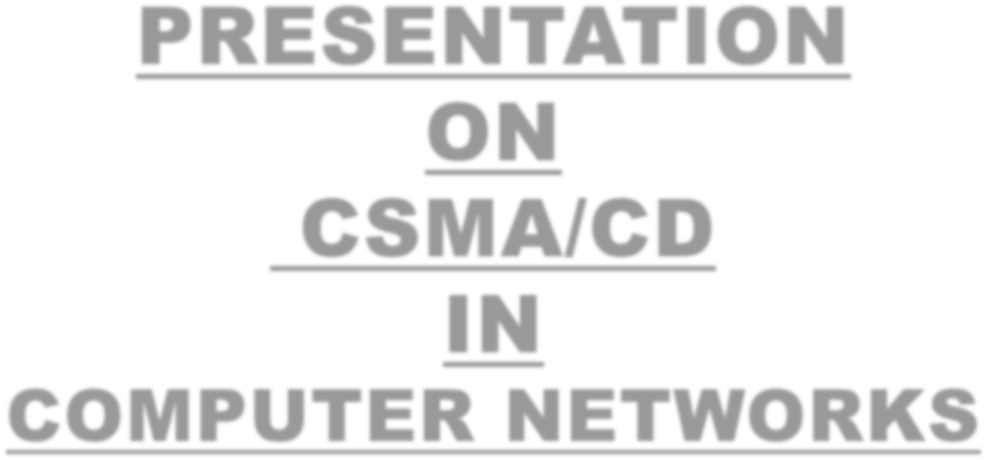 PRESENTATION
ON
CSMA/CD
IN
COMPUTER NETWORKS